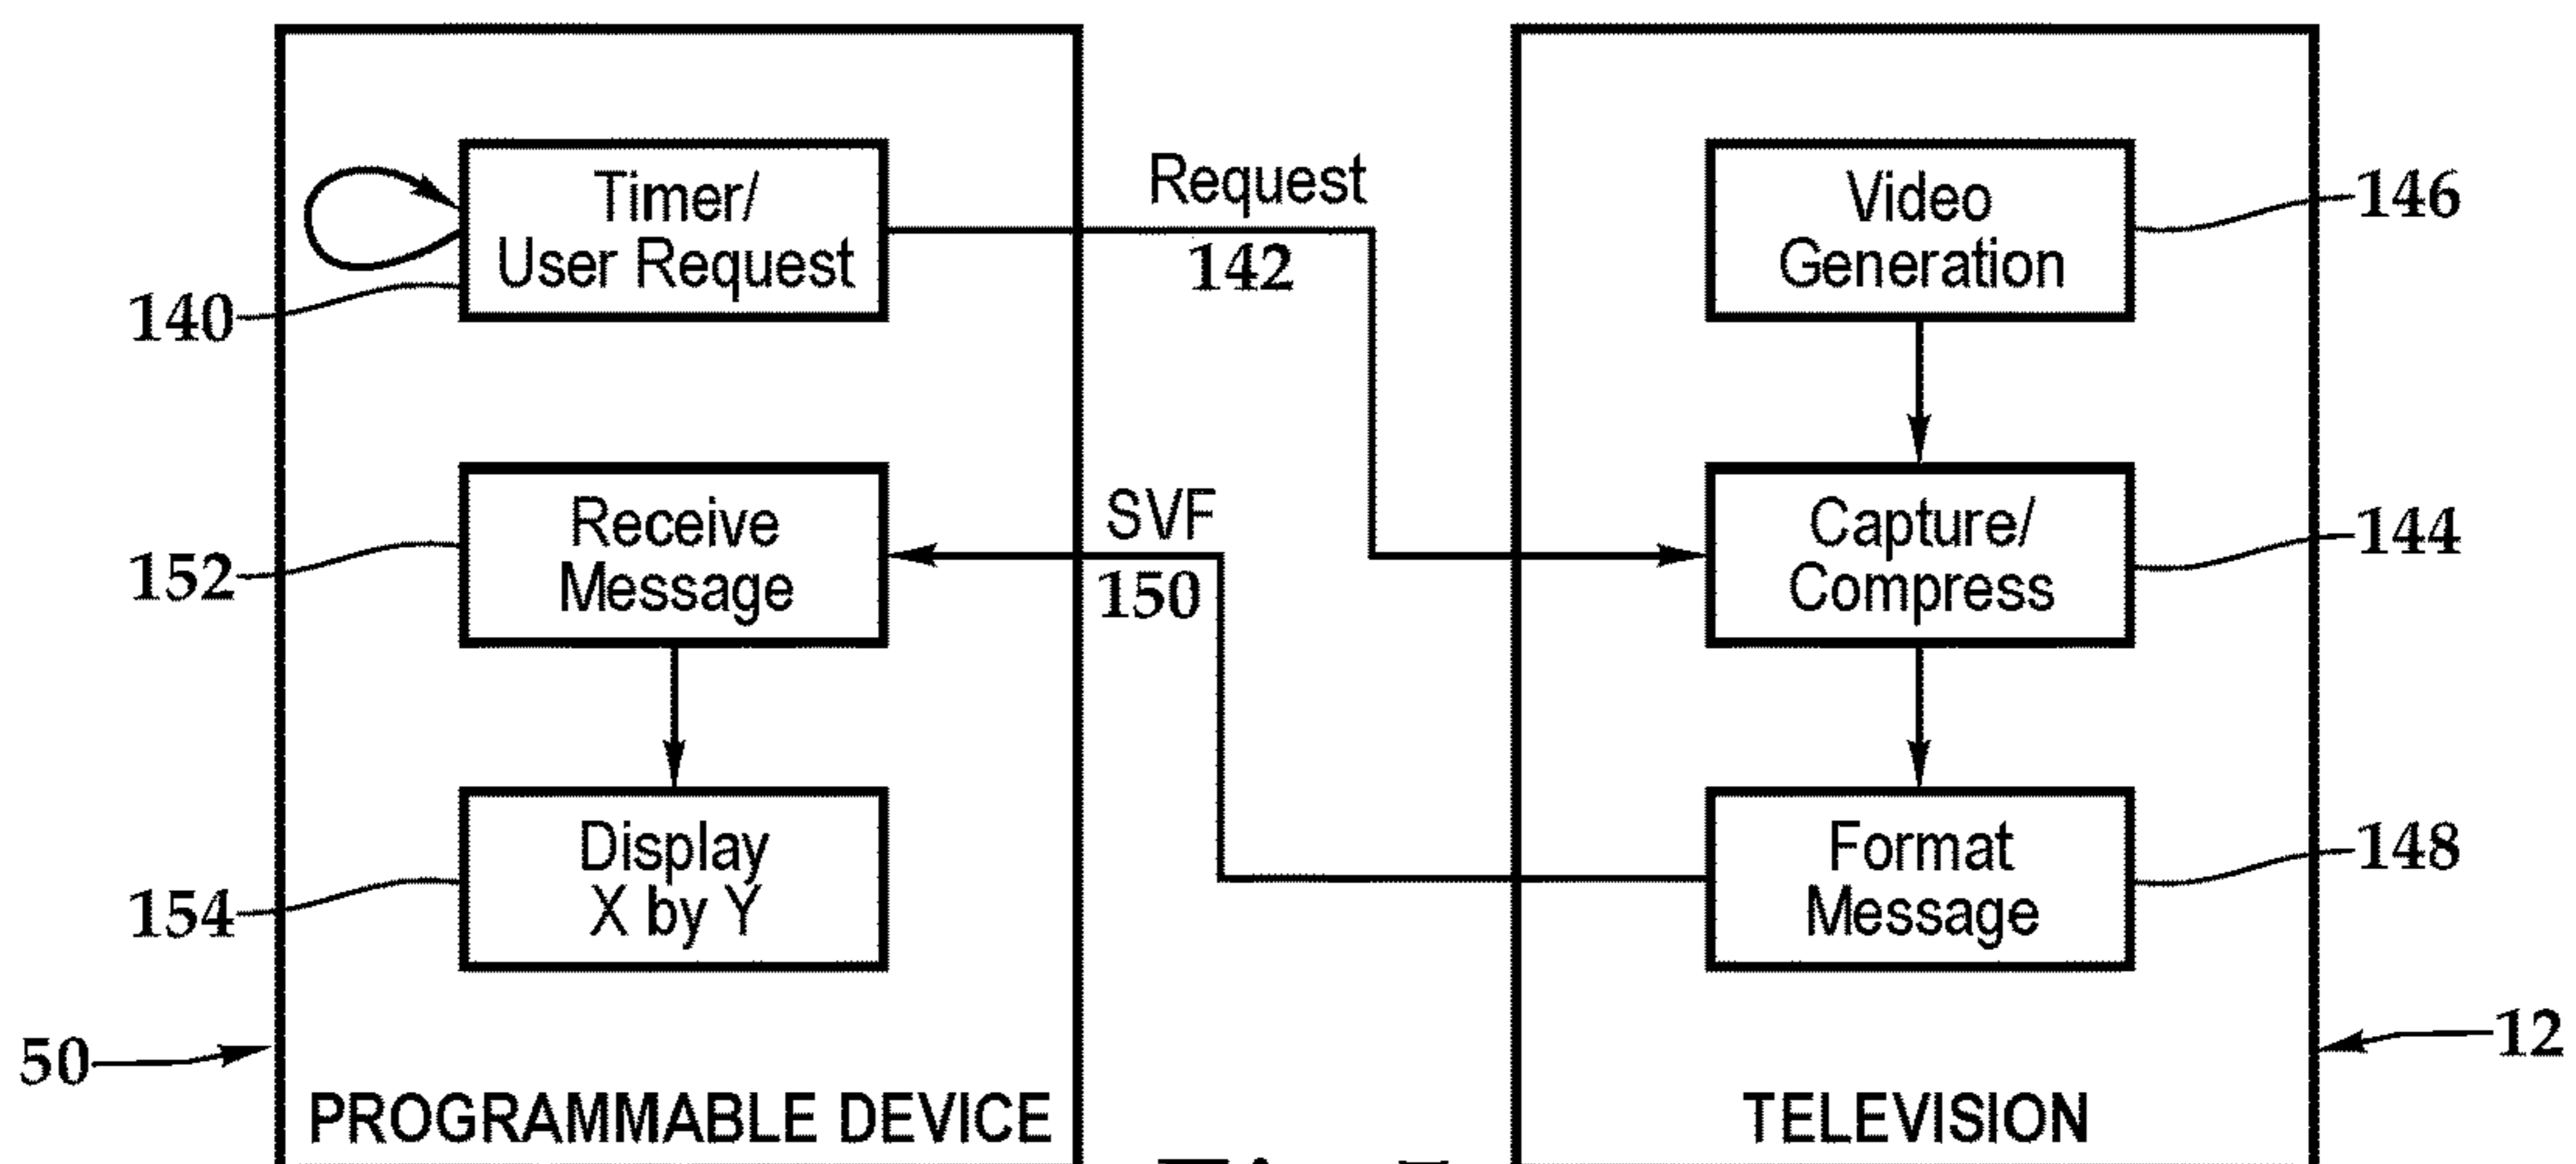 Timer/
User Request
140
Request
142
Video
Generation
146
Receive
Message
152
SVF
150
Capture/
Compress
144
Display
X by Y
154
Format
Message
148
50
12
PROGRAMMABLE DEVICE
TELEVISION